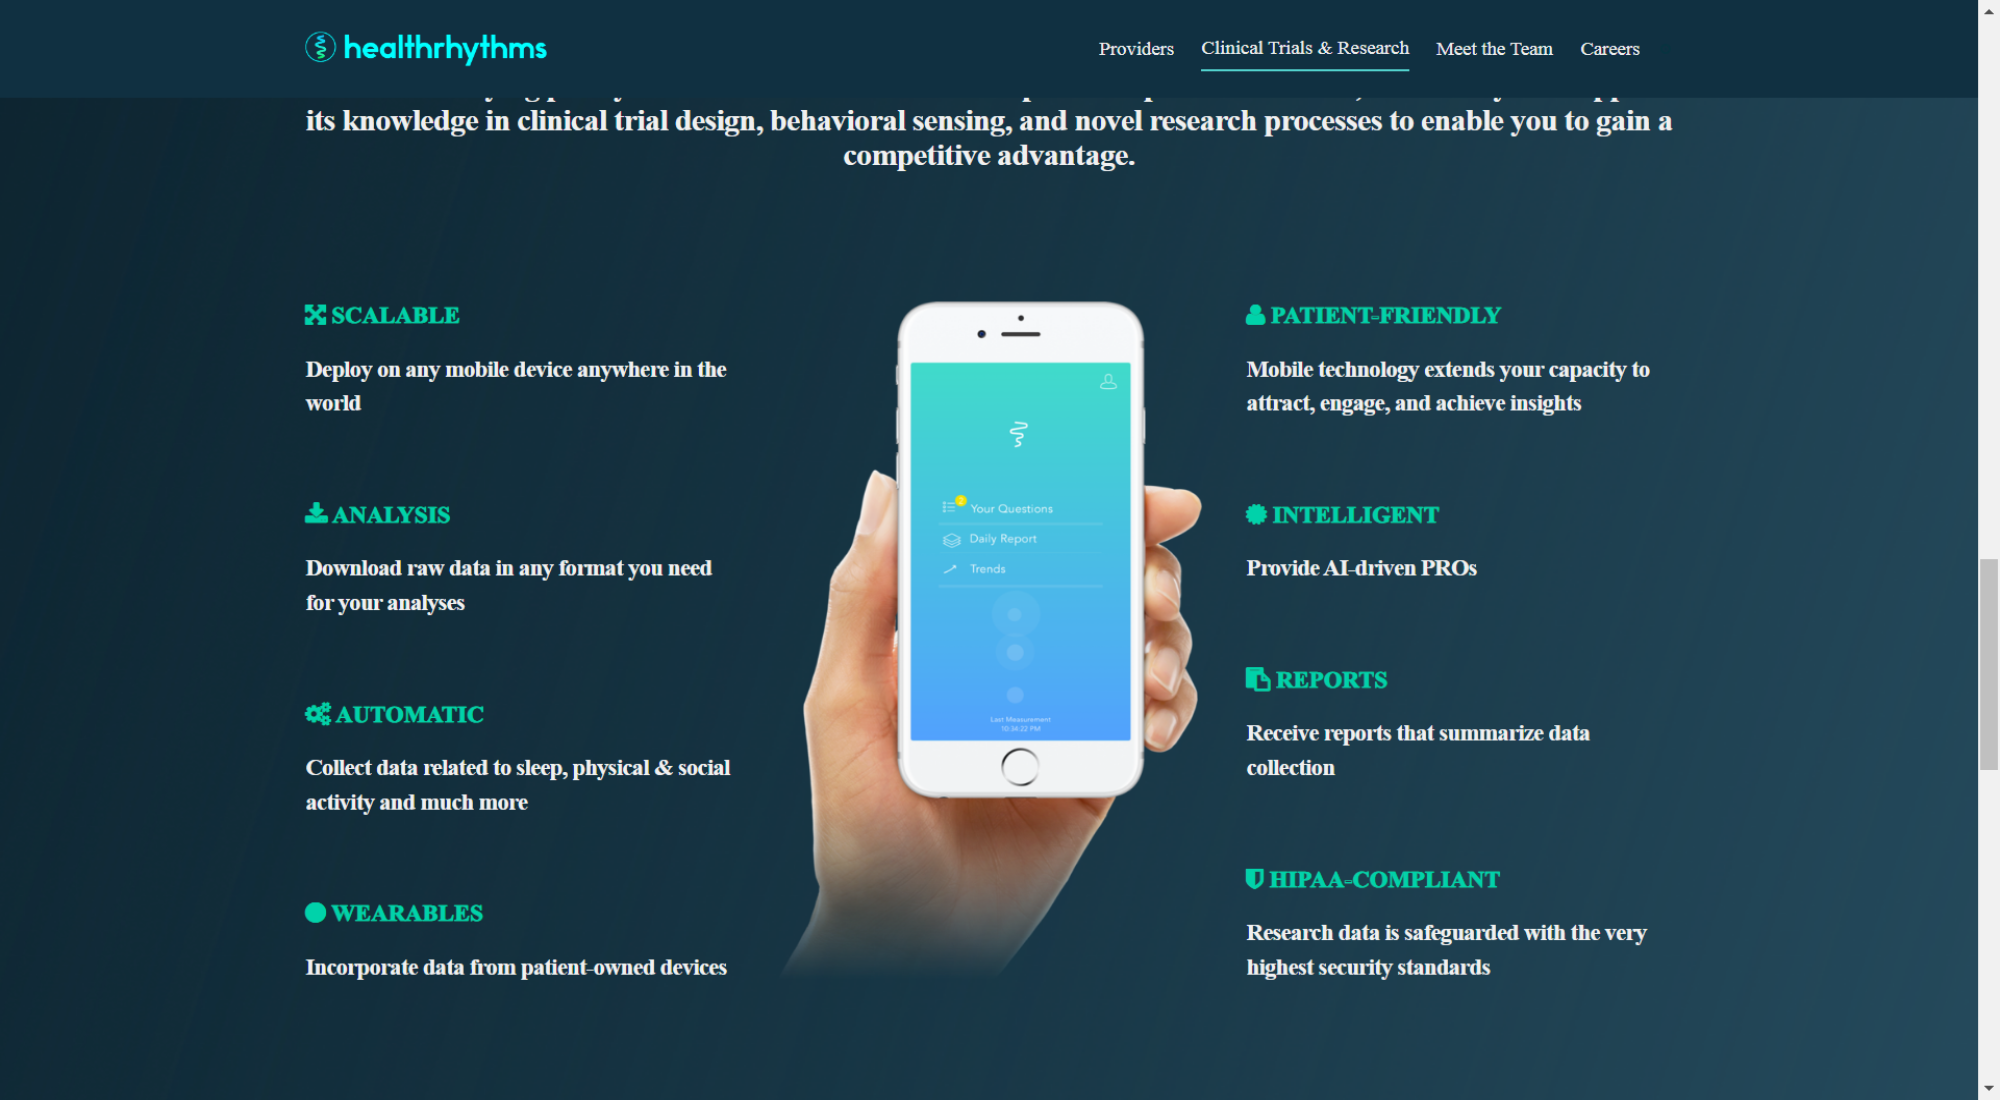 healthrhythms
Providers
Clinical Trials & Research
Meet the Team
Careers
its knowledge in clinical trial design, behavioral sensing, and novel research processes to enable you to gain a
competitive advantage.
SCALABLE
Deploy on any mobile device anywhere in the
world
ANALYSIS
Download raw data in any format you need
for your analyses
AUTOMATIC
Collect data related to sleep, physical & social
activity and much more
WEARABLES
Incorporate data from patient-owned devices
2
Your Questions
Daily Report
Trends
Last Measurement
10:34:22 PM
PATIENT-FRIENDLY
Mobile technology extends your capacity to
attract, engage, and achieve insights
INTELLIGENT
Provide AI-driven PROs
REPORTS
Receive reports that summarize data
collection
HIPAA-COMPLIANT
Research data is safeguarded with the very
highest security standards